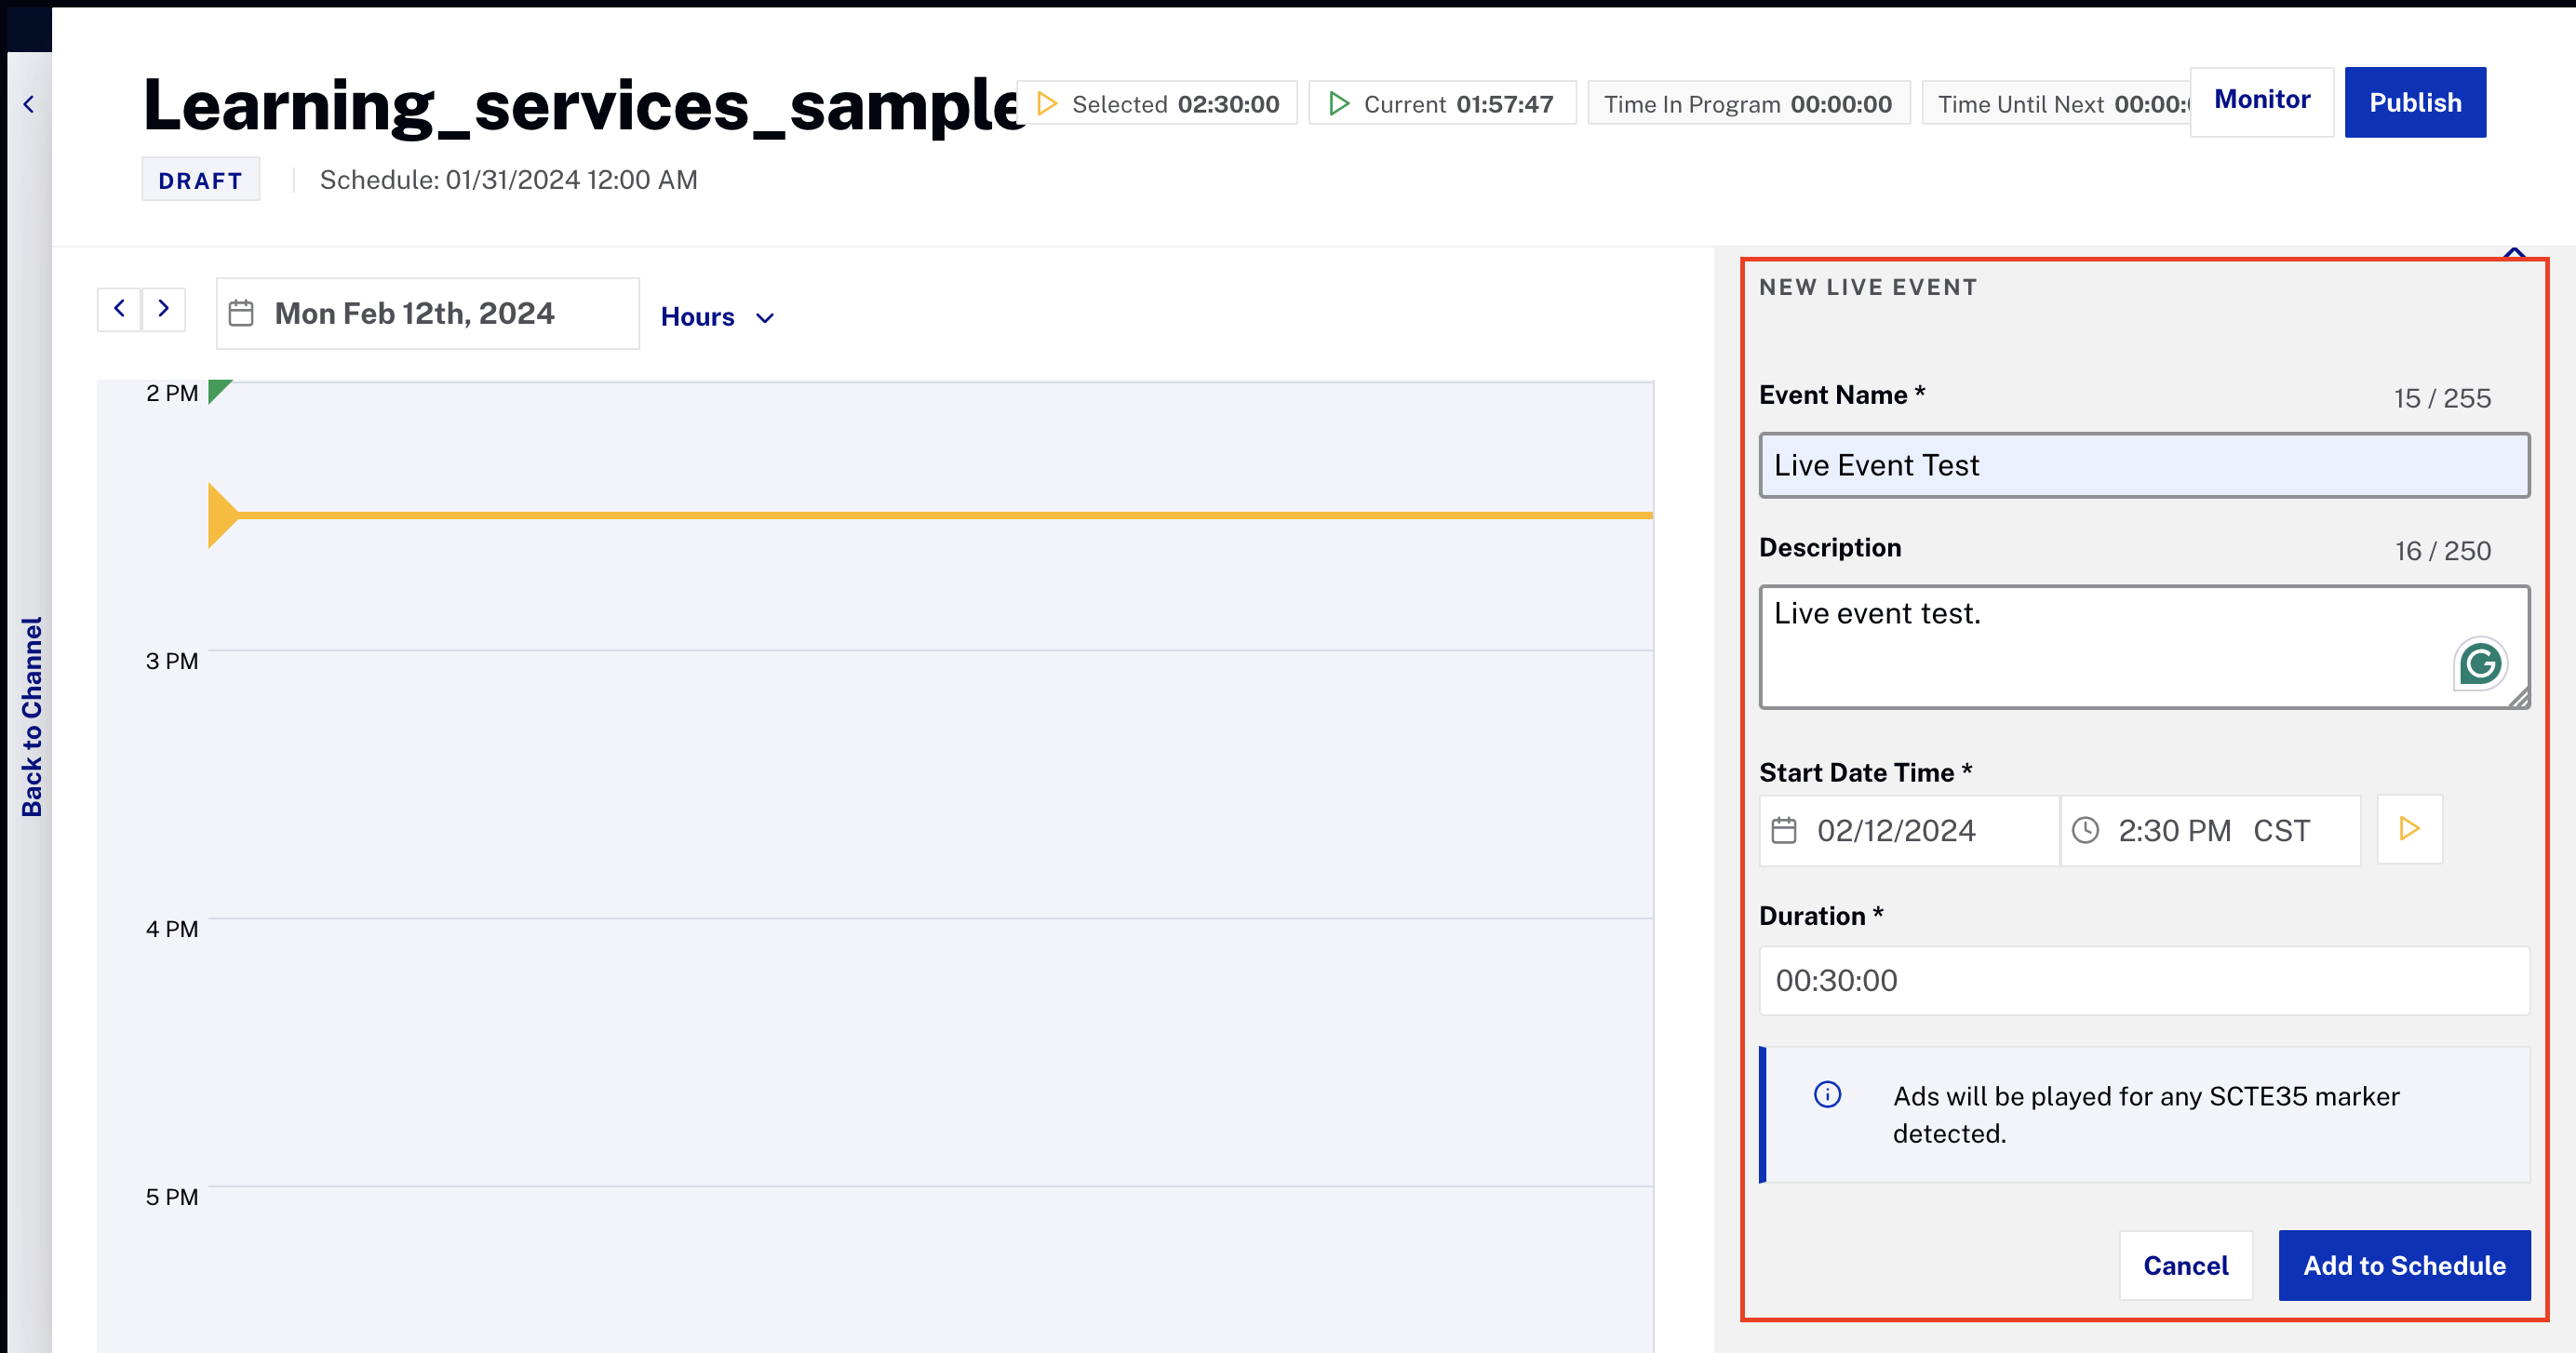 Learning_services_sample
Selected 02:30:00
Current 01:57:47
Time In Program 00:00:00
Time Until Next 00:00:
Monitor
Publish
DRAFT
Schedule: 01/31/2024 12:00 AM
Back to Channel
Mon Feb 12th, 2024
Hours
2 PM
3 PM
4 PM
5 PM
NEW LIVE EVENT
Event Name *
15 / 255
Live Event Test
Description
16 / 250
Live event test.
Start Date Time *
02/12/2024
2:30 PM CST
Duration *
00:30:00
Ads will be played for any SCTE35 marker
detected.
Cancel
Add to Schedule